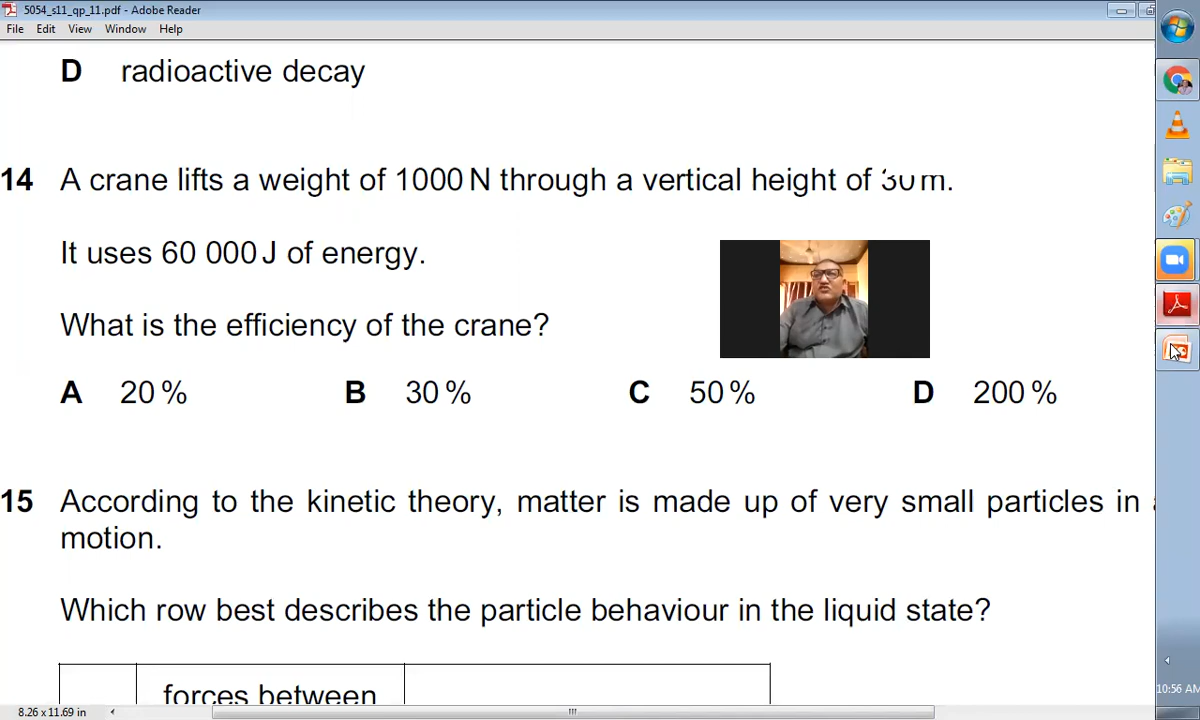 5054_s11_qp_11.pdf - Adobe Reader
File Edit View Window Help
D radioactive decay
14 A crane lifts a weight of 1000 N through a vertical height of 30 m.
It uses 60 000 J of energy.
What is the efficiency of the crane?
A 20 % B 30 % C 50 % D 200 %
15 According to the kinetic theory, matter is made up of very small particles in
motion.
Which row best describes the particle behaviour in the liquid state?
forces between
8.26 x 11.69 in
10:56 AM